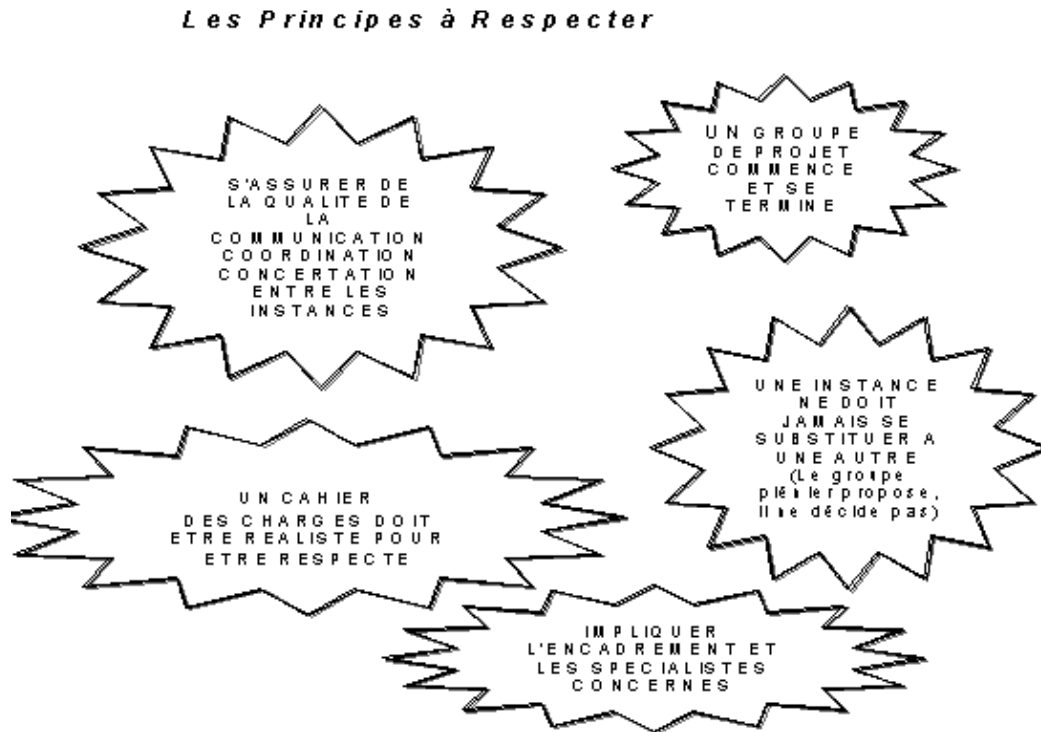 Les Principes à Respecter
S'ASSURER DE
LA QUALITE DE
LA
COMMUNICATION
COORDINATION
CONCERTATION
ENTRE LES
INSTANCES
UN GROUPE
DE PROJET
COMMENCE
ET SE
TERMINE
UNE INSTANCE
NE DOIT
JAMAIS SE
SUBSTITUER A
UNE AUTRE
(Le groupe
plénier propose,
il ne décide pas)
UN CAHIER
DES CHARGES DOIT
ETRE REALISTE POUR
ETRE RESPECTE
IMPLIQUER
L'ENCADREMENT ET
LES SPECIALISTES
CONCERNES